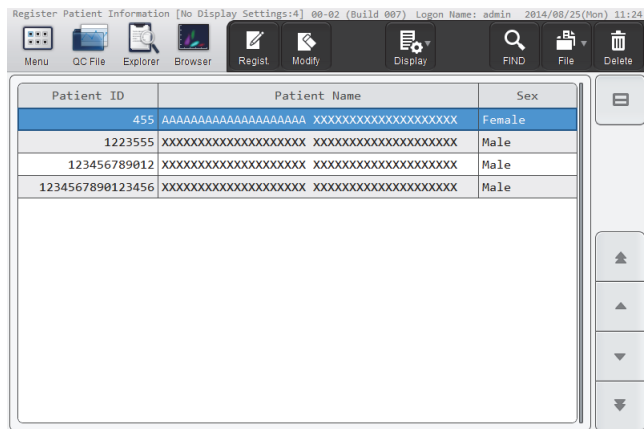 Register Patient Information [No Display Settings:4] 00-02 (Build 007) Logon Name: admin 2014/08/25(Mon) 11:24
Menu QC File Explorer Browser Regist. Modify Display FIND File Delete
Patient ID Patient Name Sex
455 AAAAAAAAAAAAAAAAAAAA XXXXXXXXXXXXXXXXXXXX Female
1223555 XXXXXXXXXXXXXXXXXXXX XXXXXXXXXXXXXXXXXXXX Male
123456789012 XXXXXXXXXXXXXXXXXXXX XXXXXXXXXXXXXXXXXXXX Male
1234567890123456 XXXXXXXXXXXXXXXXXXXX XXXXXXXXXXXXXXXXXXXX Male